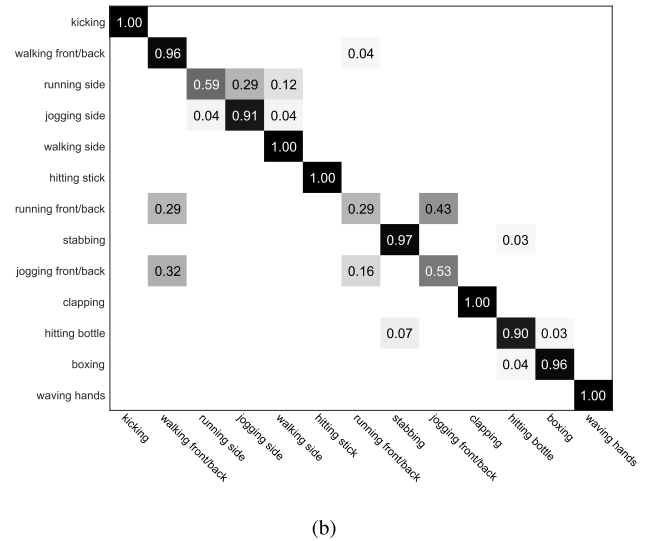 kicking 1.00
walking front/back 0.96 0.04
running side 0.59 0.29 0.12
jogging side 0.04 0.91 0.04
walking side 1.00
hitting stick 1.00
running front/back 0.29 0.29 0.43
stabbing 0.97 0.03
jogging front/back 0.32 0.16 0.53
clapping 1.00
hitting bottle 0.07 0.90 0.03
boxing 0.04 0.96
waving hands 1.00
kicking
walking front/back
running side
jogging side
walking side
hitting stick
running front/back
stabbing
jogging front/back
clapping
hitting bottle
boxing
waving hands
(b)